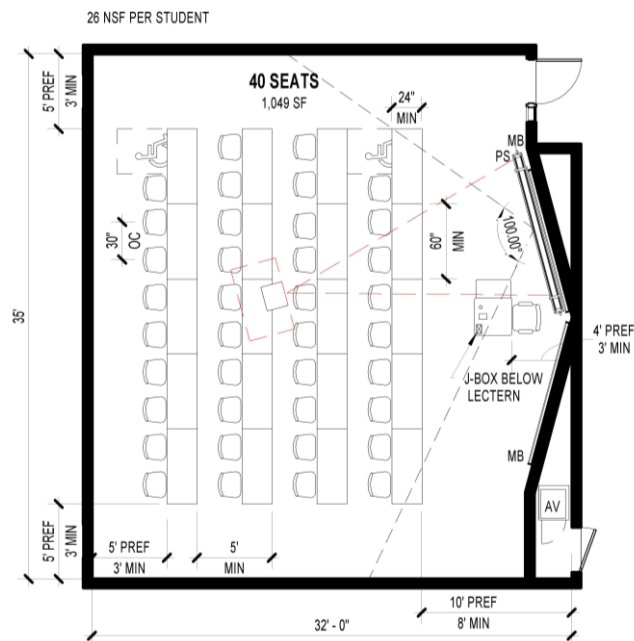 26 NSF PER STUDENT
40 SEATS
1,049 SF
24"
MIN
5' PREF
3' MIN
MB
PS
100.00°
30"
OC
60"
MIN
35'
4' PREF
3' MIN
J-BOX BELOW
LECTERN
MB
AV
5' PREF
3' MIN
5' PREF
3' MIN
5'
MIN
10' PREF
8' MIN
32' - 0"